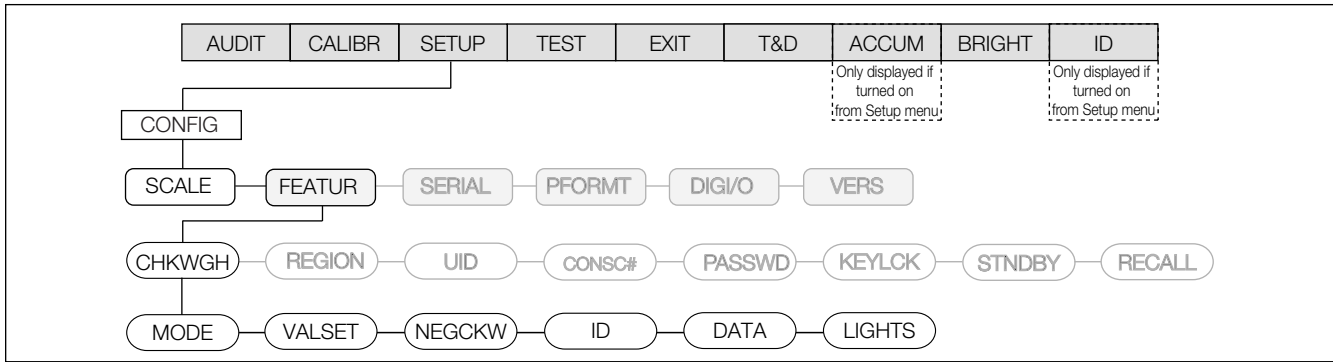 AUDIT CALIBR SETUP TEST EXIT T&D ACCUM BRIGHT ID
Only displayed if turned on from Setup menu
Only displayed if turned on from Setup menu
CONFIG
SCALE FEATUR SERIAL PFORMT DIGI/O VERS
CHKWGH REGION UID CONSC# PASSWD KEYLCK STNDBY RECALL
MODE VALSET NEGCKW ID DATA LIGHTS